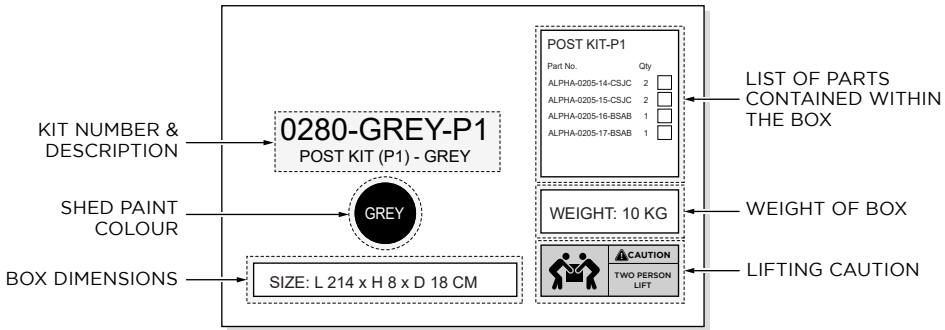 KIT NUMBER &
DESCRIPTION
SHED PAINT
COLOUR
BOX DIMENSIONS
0280-GREY-P1
POST KIT (P1) - GREY
GREY
SIZE: L 214 x H 8 x D 18 CM
POST KIT-P1
Part No. Qty
ALPHA-0205-14-CSJC 2
ALPHA-0205-15-CSJC 2
ALPHA-0205-16-BSAB 1
ALPHA-0205-17-BSAB 1
WEIGHT: 10 KG
CAUTION
TWO PERSON
LIFT
LIST OF PARTS
CONTAINED WITHIN
THE BOX
WEIGHT OF BOX
LIFTING CAUTION